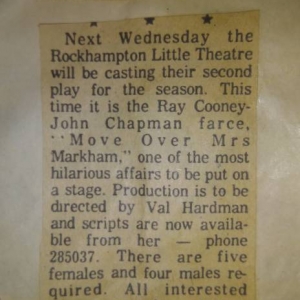 Next Wednesday the
Rockhampton Little Theatre
will be casting their second
play for the season. This
time it is the Ray Cooney-
John Chapman farce,
"Move Over Mrs
Markham," one of the most
hilarious affairs to be put on
a stage. Production is to be
directed by Val Hardman
and scripts are now availa-
ble from her — phone
285037. There are five
females and four males re-
quired. All interested